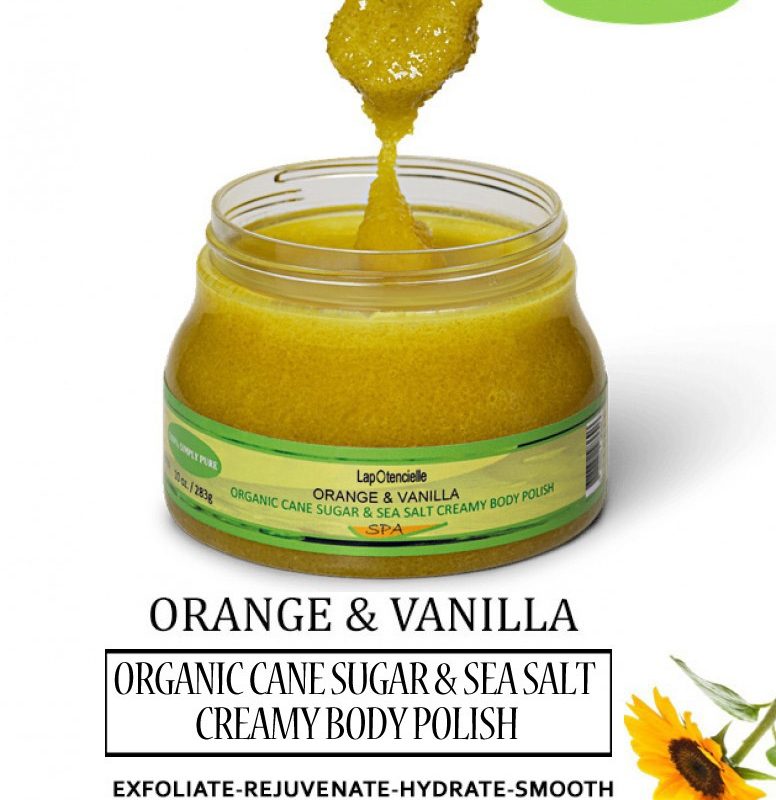 100% SIMPLY PURE
10 oz. / 283g
LapOtencielle
ORANGE & VANILLA
ORGANIC CANE SUGAR & SEA SALT CREAMY BODY POLISH
SPA
ORANGE & VANILLA
ORGANIC CANE SUGAR & SEA SALT
CREAMY BODY POLISH
EXFOLIATE-REJUVENATE-HYDRATE-SMOOTH